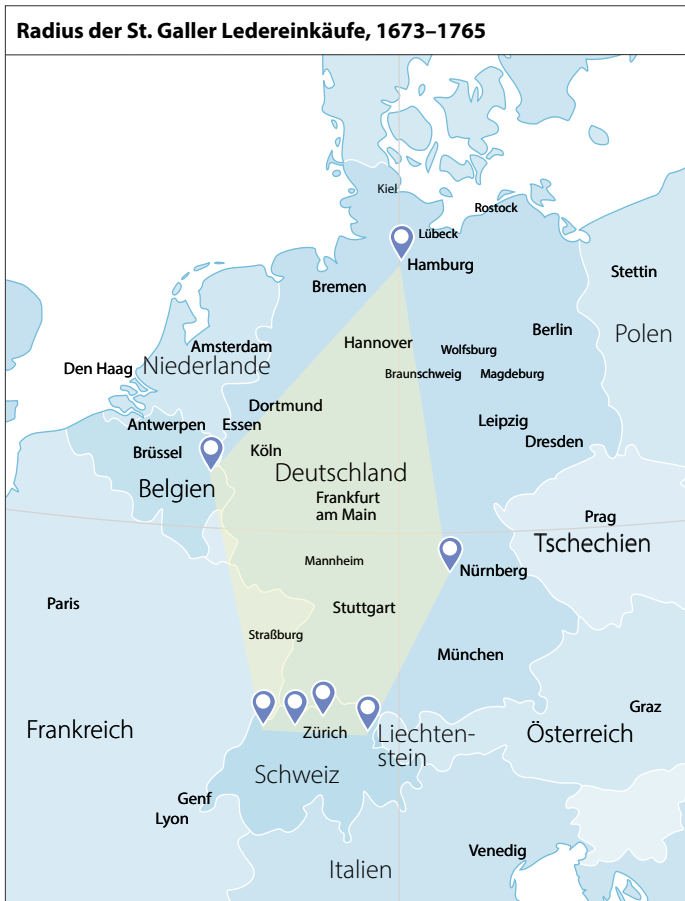 Radius der St. Galler Ledereinkäufe, 1673–1765
Kiel
Rostock
Lübeck
Hamburg
Bremen
Stettin
Berlin
Polen
Hannover
Amsterdam
Wolfsburg
Niederlande
Den Haag
Braunschweig
Magdeburg
Dortmund
Antwerpen
Essen
Leipzig
Dresden
Brüssel
Köln
Deutschland
Belgien
Frankfurt
am Main
Prag
Tschechien
Mannheim
Nürnberg
Paris
Stuttgart
Straßburg
München
Graz
Frankreich
Zürich
Liechten-
stein
Österreich
Schweiz
Genf
Lyon
Venedig
Italien